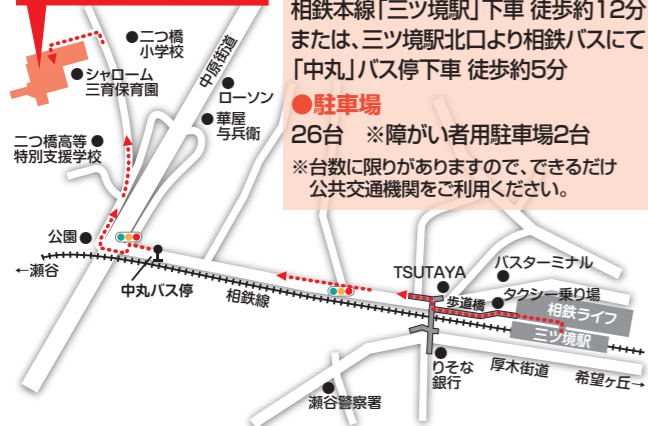 相鉄本線「三ツ境駅」下車 徒歩約12分
または、三ツ境駅北口より相鉄バスにて
「中丸」バス停下車 徒歩約5分
●駐車場
26台 ※障がい者用駐車場2台
※台数に限りがありますので、できるだけ
公共交通機関をご利用ください。
二つ橋
小学校
中原街道
シャローム
三育保育園
ローソン
華屋
与兵衛
二つ橋高等
特別支援学校
公園
←瀬谷
中丸バス停
相鉄線
TSUTAYA
バスターミナル
歩道橋
タクシー乗り場
相鉄ライフ
三ツ境駅
りそな
銀行
厚木街道
希望ヶ丘→
瀬谷警察署